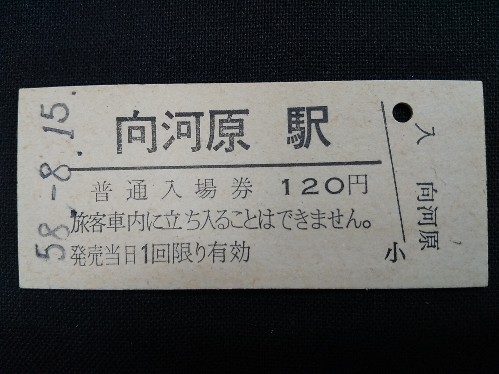 58.-8.15.
向河原 駅
普通入場券 120円
旅客車内に立ち入ることはできません。
発売当日1回限り有効
入 向河原
小